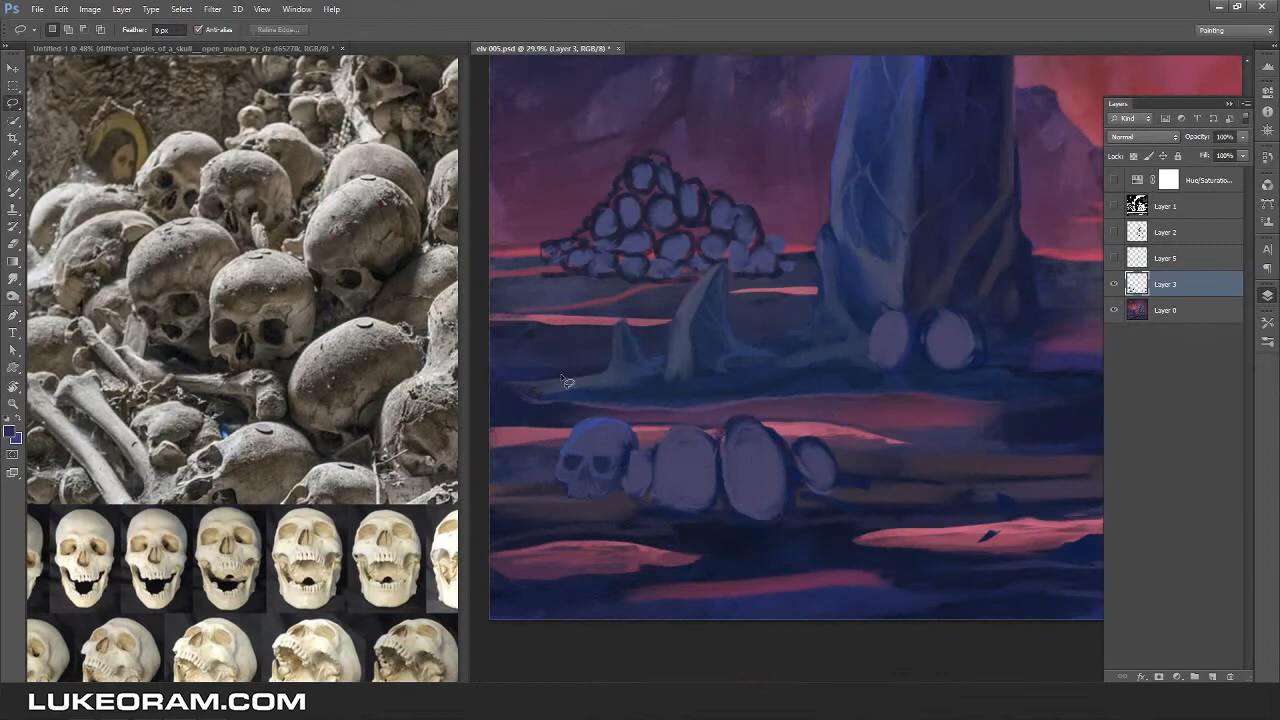 Ps File Edit Image Layer Type Select Filter 3D View Window Help
Feather: 0 px Anti-alias Refine Edge... Painting
Untitled-1 @ 48% (different_angles_of_a_skull__open_mouth_by_clz-d6527lk, RGB/8) * × elv 005.psd @ 29.9% (Layer 3, RGB/8) * ×
Layers
Kind
Normal Opacity: 100%
Lock: Fill: 100%
Hue/Saturatio...
Layer 1
Layer 2
Layer 5
Layer 3
Layer 0
LUKEORAM.COM